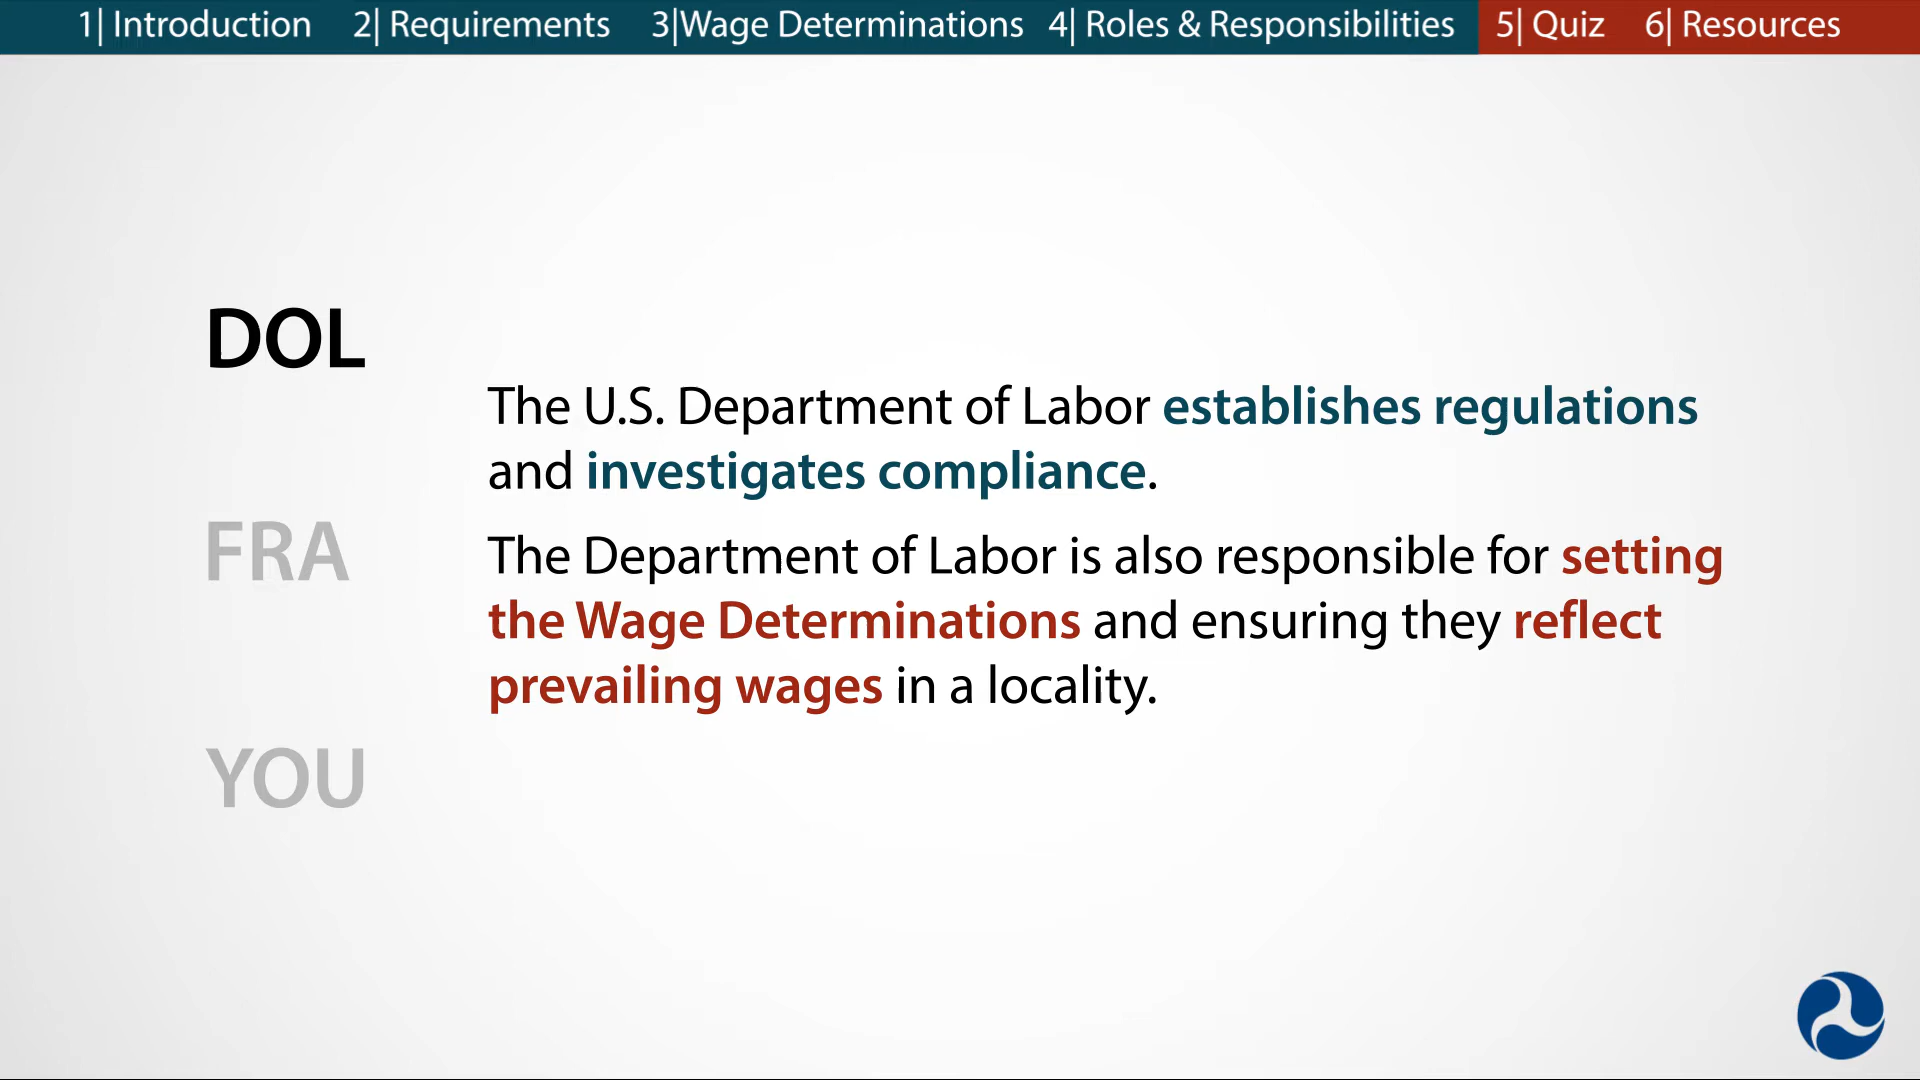 1| Introduction 2| Requirements 3|Wage Determinations 4| Roles & Responsibilities 5| Quiz 6| Resources
DOL
The U.S. Department of Labor establishes regulations
and investigates compliance.
FRA
The Department of Labor is also responsible for setting
the Wage Determinations and ensuring they reflect
prevailing wages in a locality.
YOU